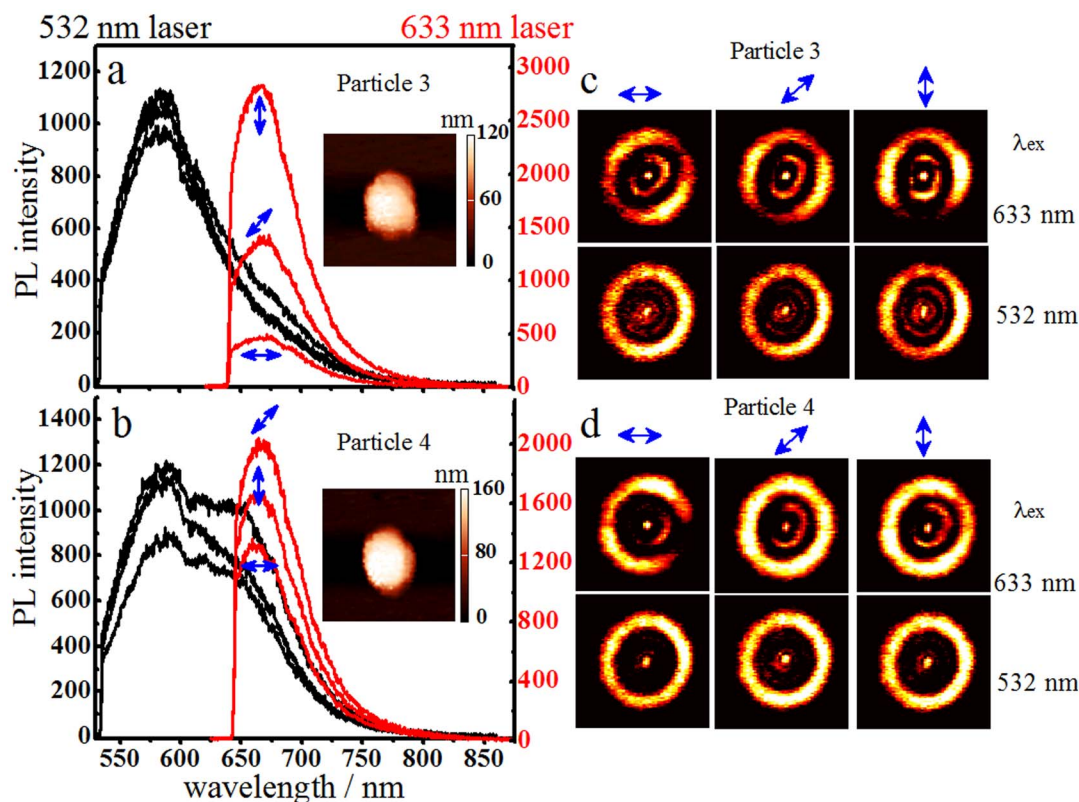 532 nm laser
633 nm laser
a
Particle 3
nm
120
60
0
PL intensity
1200
1000
800
600
400
200
0
3000
2500
2000
1500
1000
500
0
b
Particle 4
nm
160
80
0
PL intensity
1400
1200
1000
800
600
400
200
0
2000
1600
1200
800
400
0
550 600 650 700 750 800 850
wavelength / nm
c
Particle 3
λex
633 nm
532 nm
d
Particle 4
λex
633 nm
532 nm